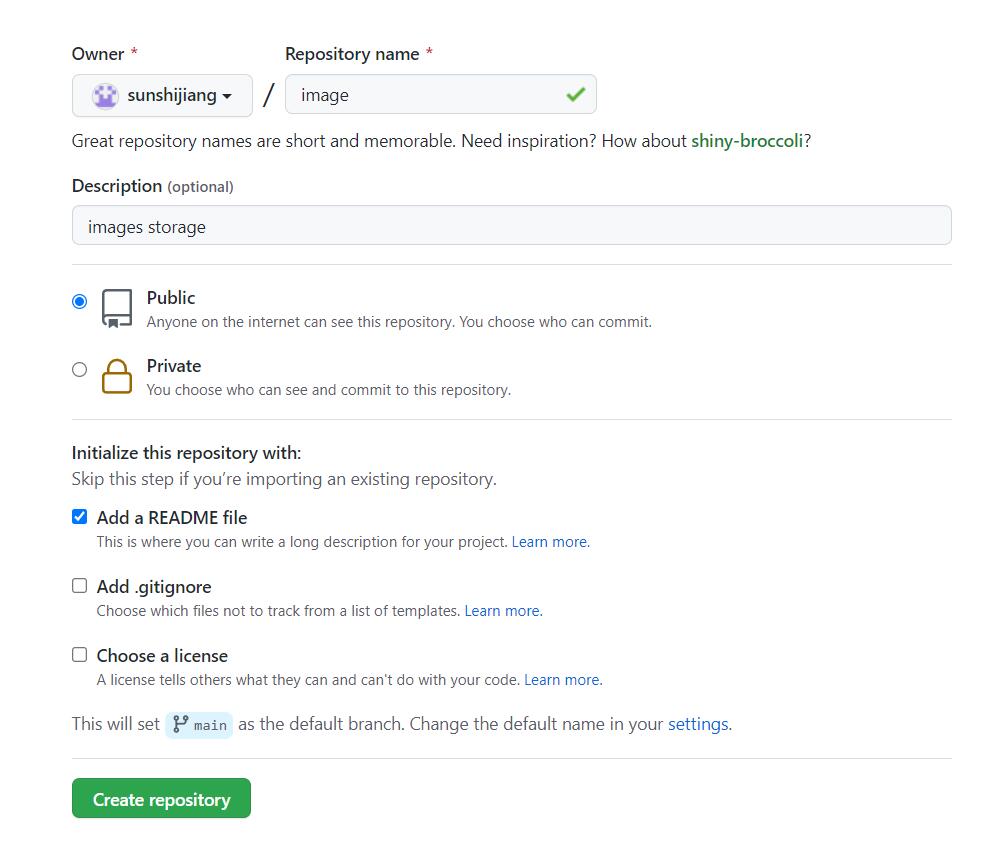 Owner * Repository name *
sunshijiang / image
Great repository names are short and memorable. Need inspiration? How about shiny-broccoli?
Description (optional)
images storage
Public
Anyone on the internet can see this repository. You choose who can commit.
Private
You choose who can see and commit to this repository.
Initialize this repository with:
Skip this step if you’re importing an existing repository.
Add a README file
This is where you can write a long description for your project. Learn more.
Add .gitignore
Choose which files not to track from a list of templates. Learn more.
Choose a license
A license tells others what they can and can't do with your code. Learn more.
This will set main as the default branch. Change the default name in your settings.
Create repository